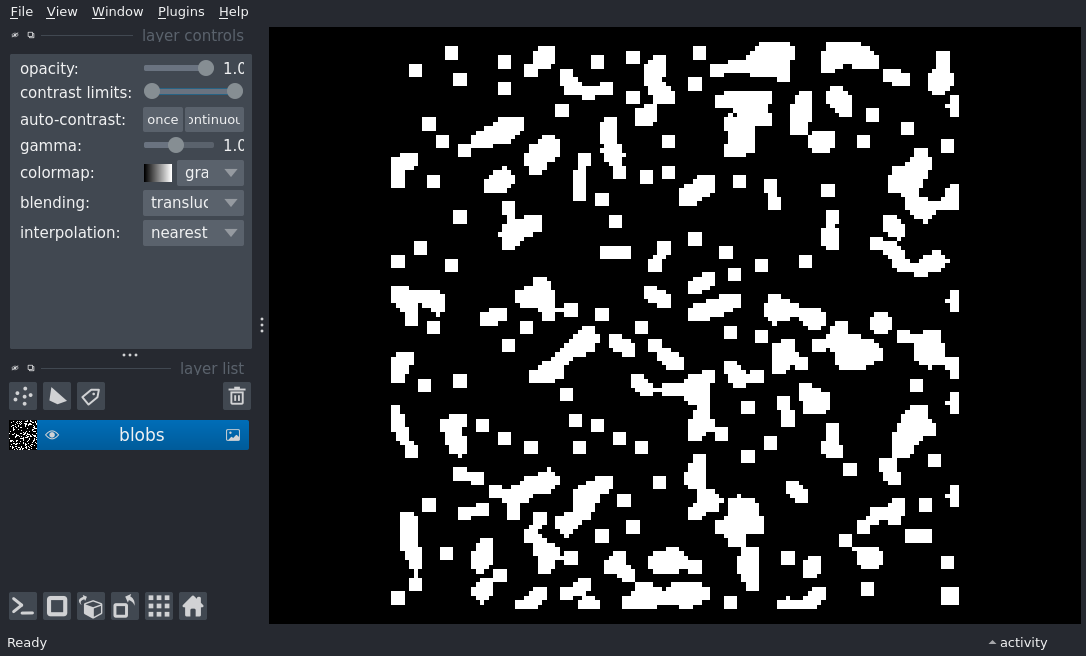 File View Window Plugins Help
layer controls
opacity: 1.0
contrast limits:
auto-contrast: once ontinuou
gamma: 1.0
colormap: gra
blending: transluc
interpolation: nearest
layer list
blobs
Ready activity